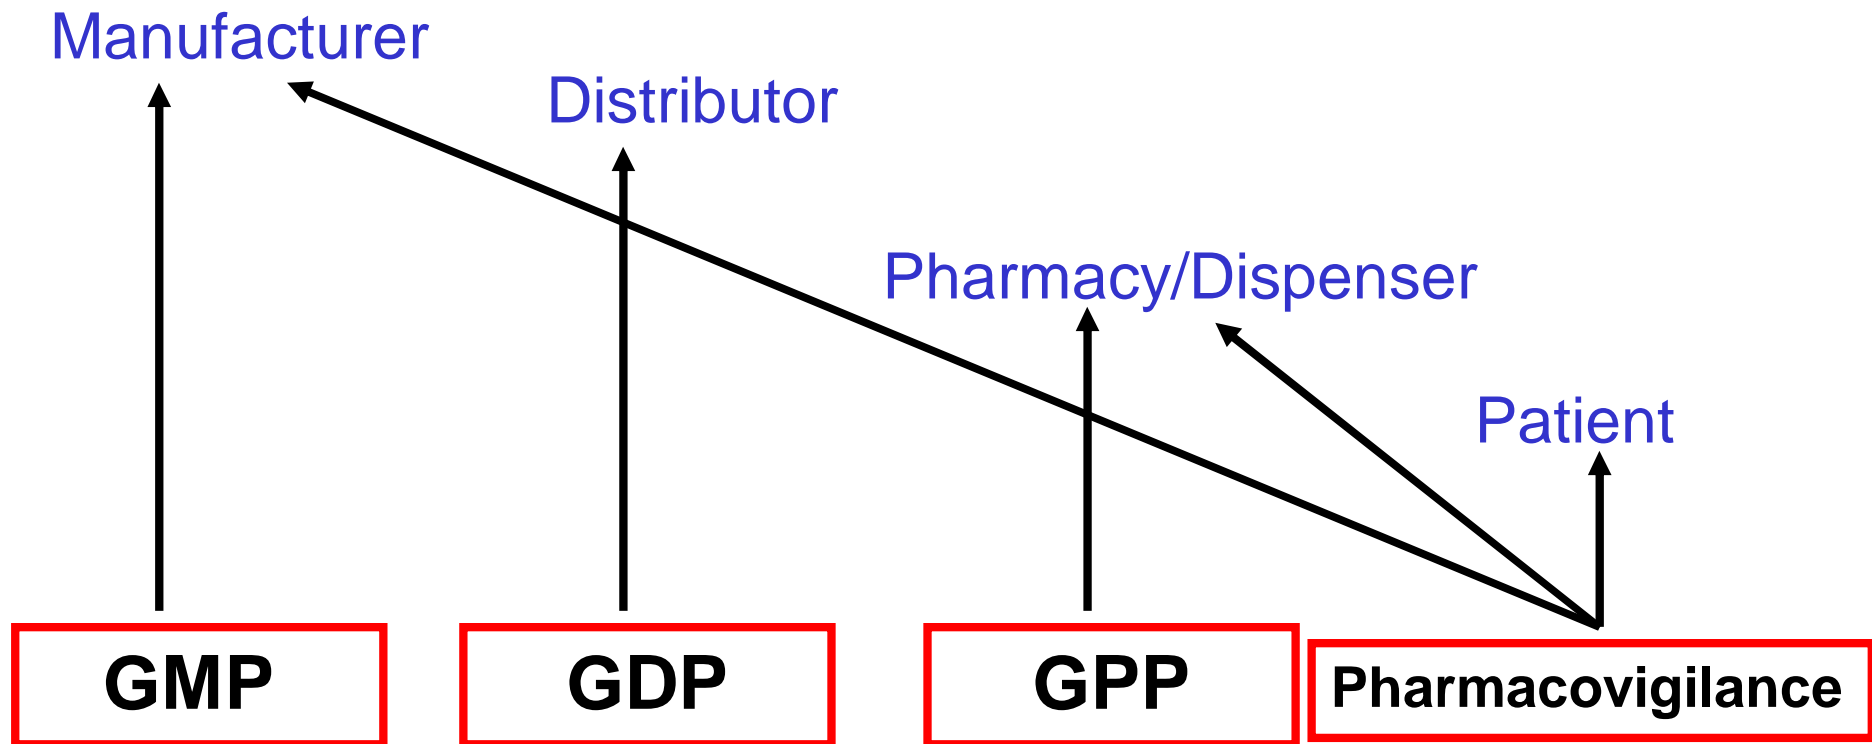 Manufacturer
Distributor
Pharmacy/Dispenser
Patient
GMP
GDP
GPP
Pharmacovigilance